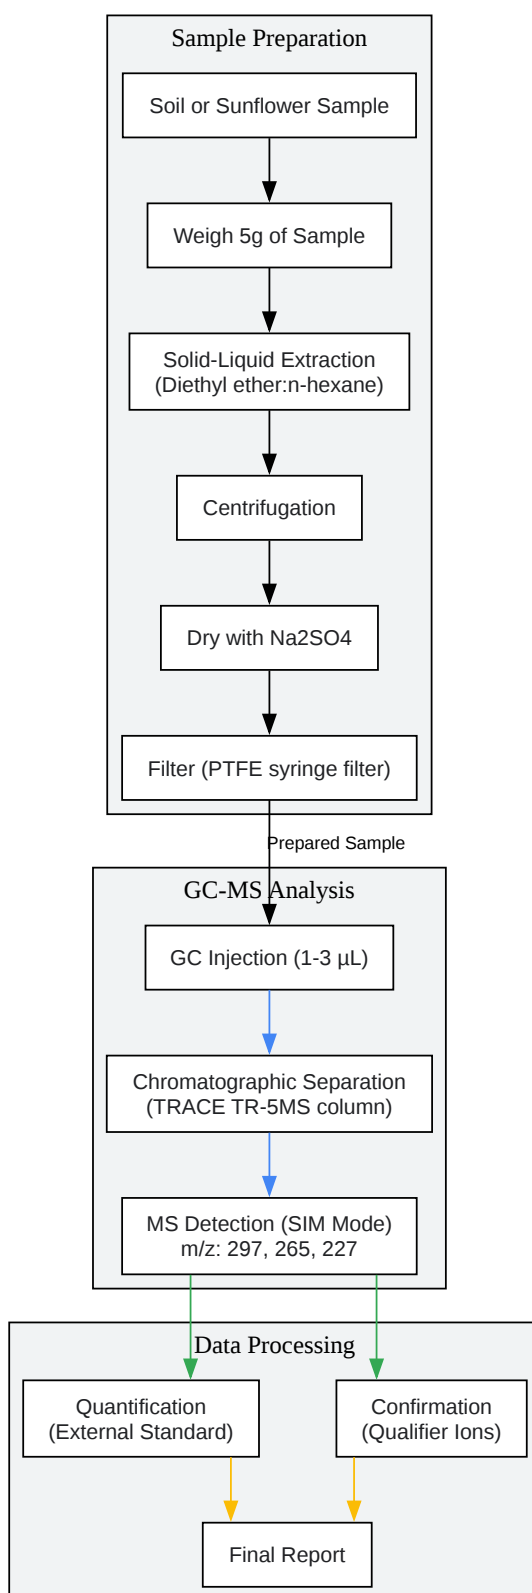 Sample Preparation
Soil or Sunflower Sample
Weigh 5g of Sample
Solid-Liquid Extraction
(Diethyl ether:n-hexane)
Centrifugation
Dry with Na2SO4
Filter (PTFE syringe filter)
Prepared Sample
GC-MS Analysis
GC Injection (1-3 µL)
Chromatographic Separation
(TRACE TR-5MS column)
MS Detection (SIM Mode)
m/z: 297, 265, 227
Data Processing
Quantification
(External Standard)
Confirmation
(Qualifier Ions)
Final Report